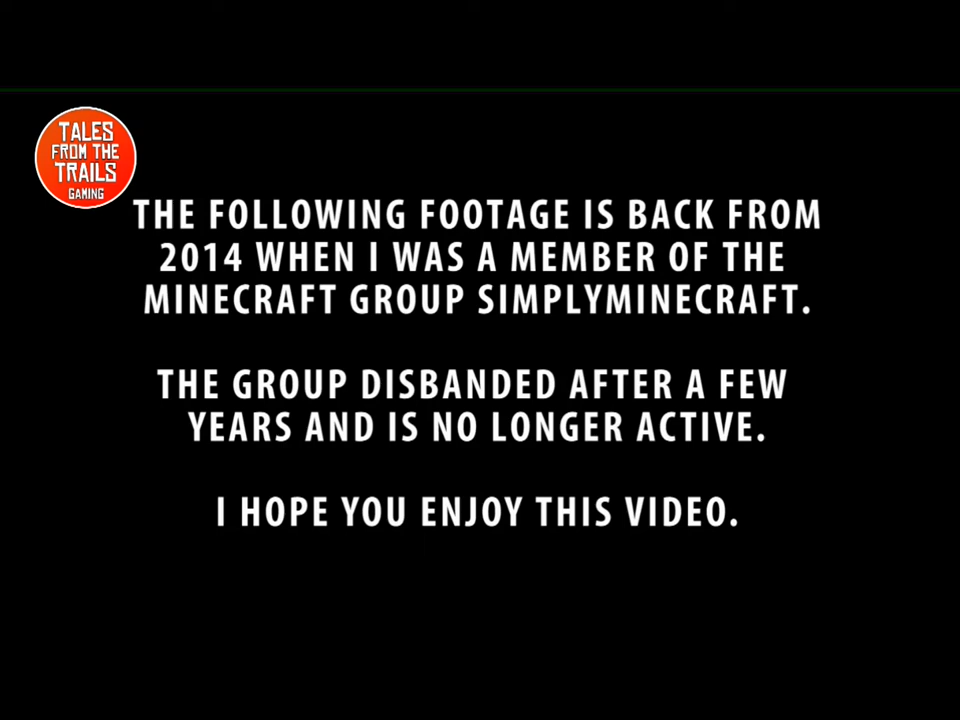 TALES
FROM THE
TRAILS
GAMING
THE FOLLOWING FOOTAGE IS BACK FROM
2014 WHEN I WAS A MEMBER OF THE
MINECRAFT GROUP SIMPLYMINECRAFT.
THE GROUP DISBANDED AFTER A FEW
YEARS AND IS NO LONGER ACTIVE.
I HOPE YOU ENJOY THIS VIDEO.